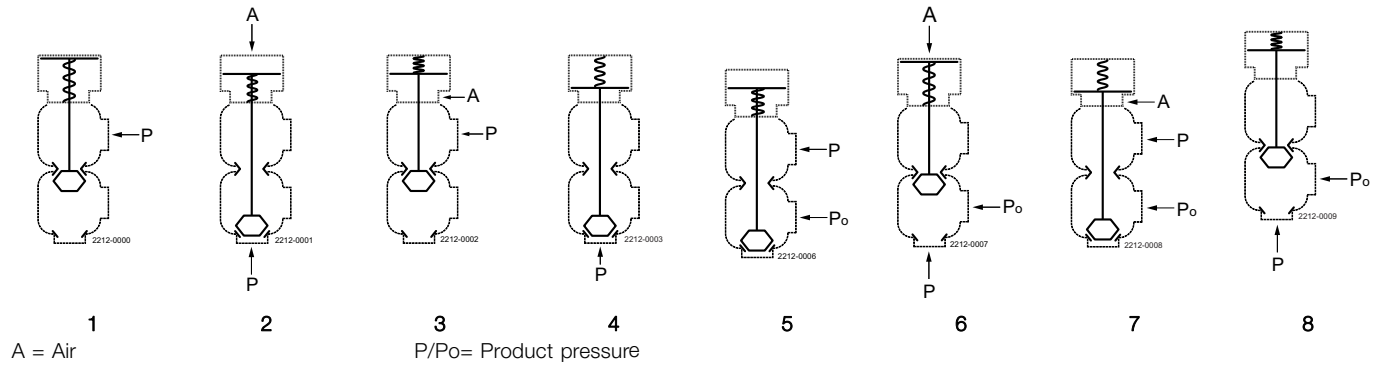 A
A
P
A
P
P
A
P
P
Po
Po
P
Po
Po
A
P
P
P
P
2212-0000
2212-0001
2212-0002
2212-0003
2212-0006
2212-0007
2212-0008
2212-0009
1 2 3 4 5 6 7 8
A = Air P/Po= Product pressure